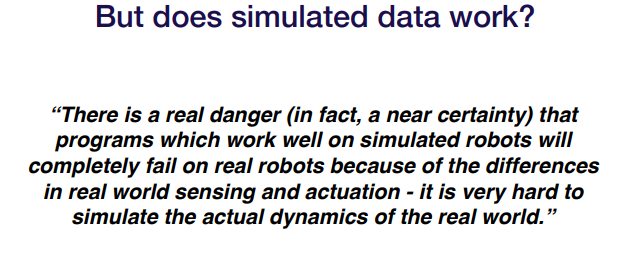 But does simulated data work?
“There is a real danger (in fact, a near certainty) that
programs which work well on simulated robots will
completely fail on real robots because of the differences
in real world sensing and actuation - it is very hard to
simulate the actual dynamics of the real world.”